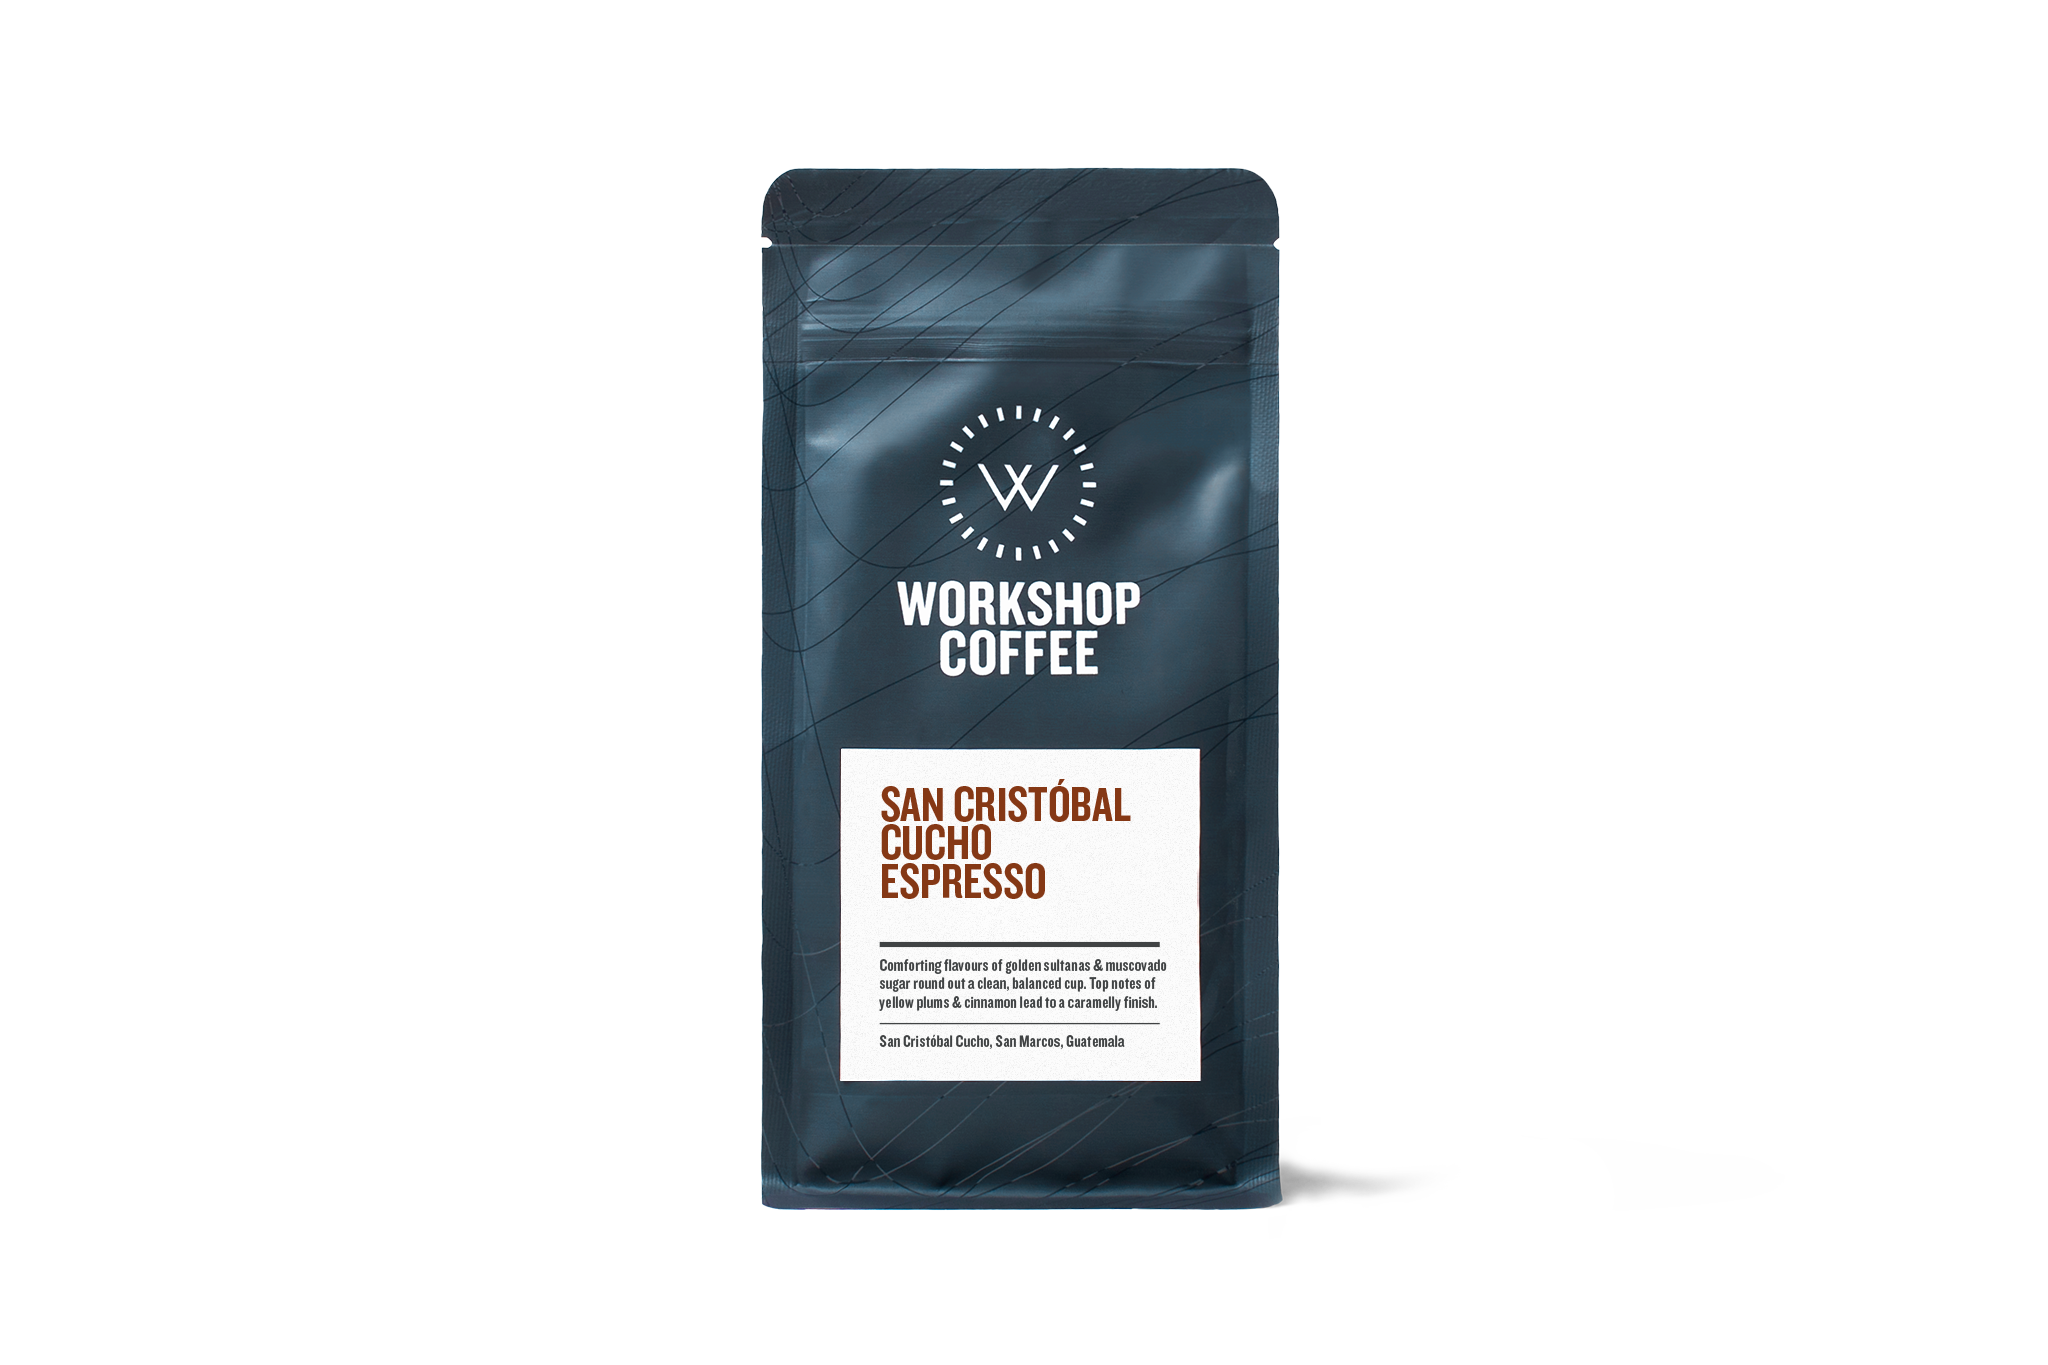 W
WORKSHOP
COFFEE
SAN CRISTÓBAL
CUCHO
ESPRESSO
Comforting flavours of golden sultanas & muscovado
sugar round out a clean, balanced cup. Top notes of
yellow plums & cinnamon lead to a caramelly finish.
San Cristóbal Cucho, San Marcos, Guatemala